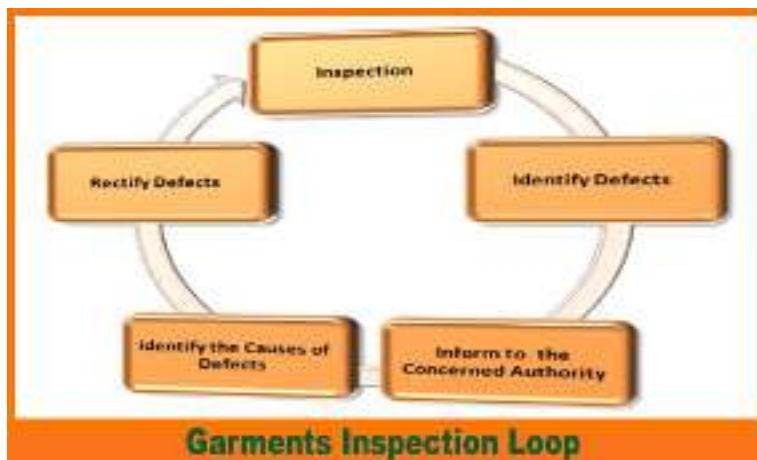 Inspection
Identify Defects
Inform to the
Concerned Authority
Identify the Causes of
Defects
Rectify Defects
Garments Inspection Loop